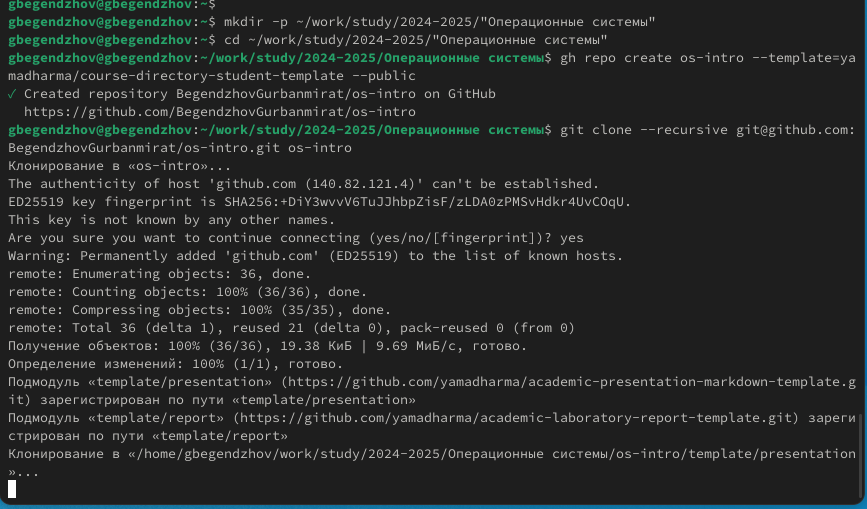 gbegendzhov@gbegendzhov:~$
gbegendzhov@gbegendzhov:~$ mkdir -p ~/work/study/2024-2025/"Операционные системы"
gbegendzhov@gbegendzhov:~$ cd ~/work/study/2024-2025/"Операционные системы"
gbegendzhov@gbegendzhov:~/work/study/2024-2025/Операционные системы$ gh repo create os-intro --template=ya
madharma/course-directory-student-template --public
✓ Created repository BegendzhovGurbanmirat/os-intro on GitHub
https://github.com/BegendzhovGurbanmirat/os-intro
gbegendzhov@gbegendzhov:~/work/study/2024-2025/Операционные системы$ git clone --recursive git@github.com:
BegendzhovGurbanmirat/os-intro.git os-intro
Клонирование в «os-intro»...
The authenticity of host 'github.com (140.82.121.4)' can't be established.
ED25519 key fingerprint is SHA256:+DiY3wvvV6TuJJhbpZisF/zLDA0zPMSvHdkr4UvCOqU.
This key is not known by any other names.
Are you sure you want to continue connecting (yes/no/[fingerprint])? yes
Warning: Permanently added 'github.com' (ED25519) to the list of known hosts.
remote: Enumerating objects: 36, done.
remote: Counting objects: 100% (36/36), done.
remote: Compressing objects: 100% (35/35), done.
remote: Total 36 (delta 1), reused 21 (delta 0), pack-reused 0 (from 0)
Получение объектов: 100% (36/36), 19.38 КиБ | 9.69 МиБ/с, готово.
Определение изменений: 100% (1/1), готово.
Подмодуль «template/presentation» (https://github.com/yamadharma/academic-presentation-markdown-template.g
it) зарегистрирован по пути «template/presentation»
Подмодуль «template/report» (https://github.com/yamadharma/academic-laboratory-report-template.git) зареги
стрирован по пути «template/report»
Клонирование в «/home/gbegendzhov/work/study/2024-2025/Операционные системы/os-intro/template/presentation
»...